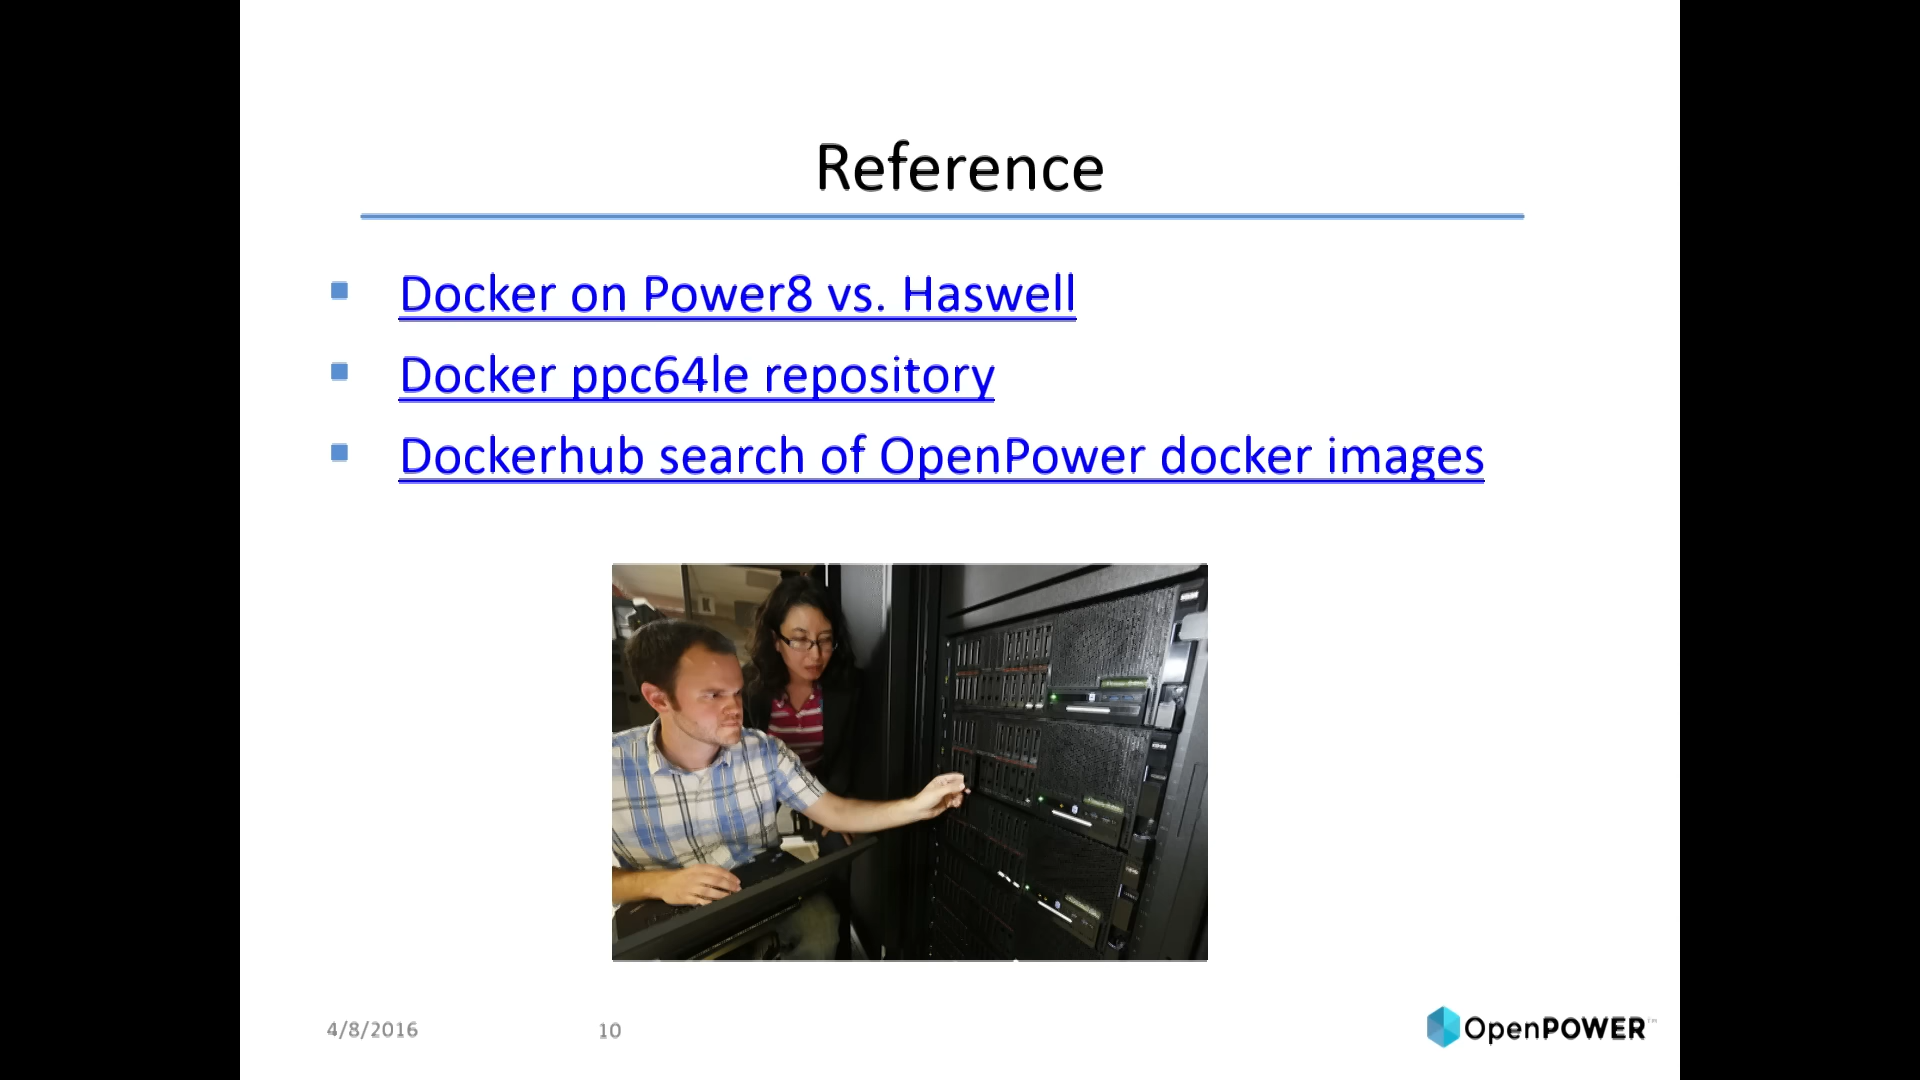 Reference
Docker on Power8 vs. Haswell
Docker ppc64le repository
Dockerhub search of OpenPower docker images
4/8/2016
10
OpenPOWER™